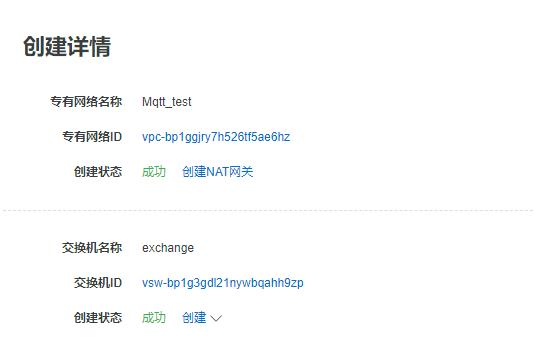 创建详情
专有网络名称 Mqtt_test
专有网络ID vpc-bp1ggjry7h526tf5ae6hz
创建状态 成功 创建NAT网关
交换机名称 exchange
交换机ID vsw-bp1g3gdl21nywbqahh9zp
创建状态 成功 创建